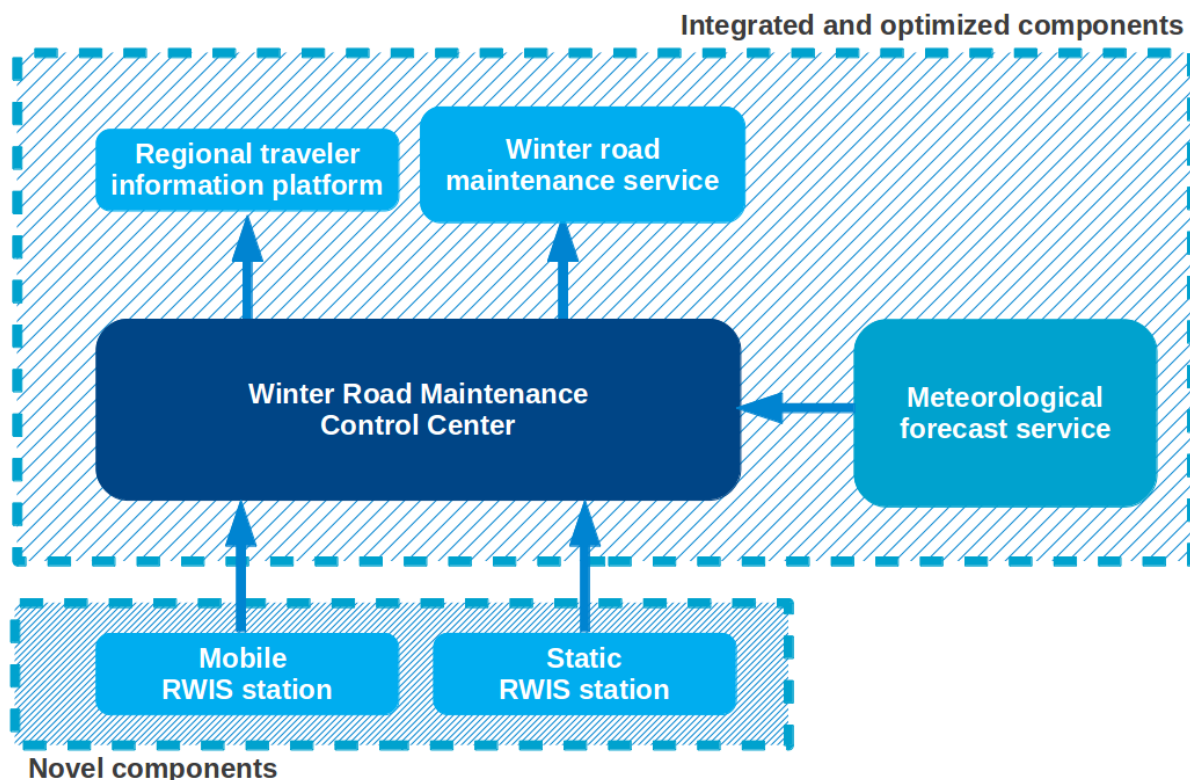 Integrated and optimized components
Regional traveler
information platform
Winter road
maintenance service
Winter Road Maintenance
Control Center
Meteorological
forecast service
Mobile
RWIS station
Static
RWIS station
Novel components